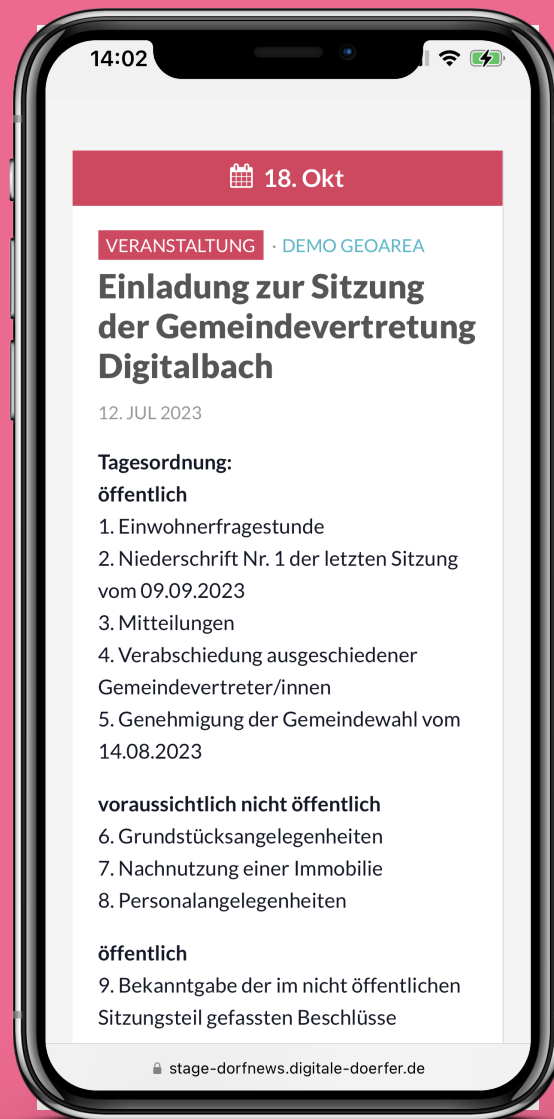 14:02
18. Okt
VERANSTALTUNG · DEMO GEOAREA
Einladung zur Sitzung
der Gemeindevertretung
Digitalbach
12. JUL 2023
Tagesordnung:
öffentlich
1. Einwohnerfragestunde
2. Niederschrift Nr. 1 der letzten Sitzung
vom 09.09.2023
3. Mitteilungen
4. Verabschiedung ausgeschiedener
Gemeindevertreter/innen
5. Genehmigung der Gemeindewahl vom
14.08.2023
voraussichtlich nicht öffentlich
6. Grundstücksangelegenheiten
7. Nachnutzung einer Immobilie
8. Personalangelegenheiten
öffentlich
9. Bekanntgabe der im nicht öffentlichen
Sitzungsteil gefassten Beschlüsse
stage-dorfnews.digitale-doerfer.de